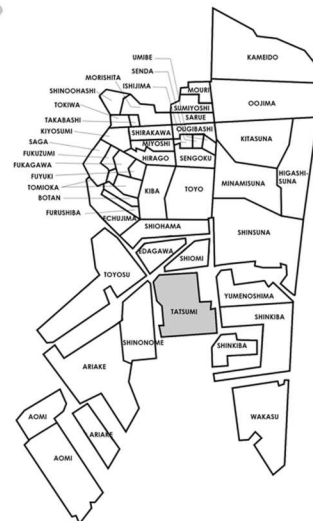 KAMEIDO
UMIBE
SENDA
MORISHITA
ISHIJIMA
MOURI
SHINOOHASHI
SUMIYOSHI
OOJIMA
TOKIWA
SARUE
TAKABASHI
OUGIBASHI
KIYOSUMI
SHIRAKAWA
KITASUNA
SAGA
MIYOSHI
FUKUZUMI
HIRAGO
SENGOKU
FUKAGAWA
HIGASHI-
SUNA
FUYUKI
MINAMISUNA
TOMIOKA
KIBA
TOYO
BOTAN
FURUSHIBA
ECHUJIMA
SHIOHAMA
SHINSUNA
EDAGAWA
SHIOMI
TOYOSU
YUMENOSHIMA
TATSUMI
SHINKIBA
SHINONOME
SHINKIBA
ARIAKE
WAKASU
AOMI
ARIAKE
AOMI